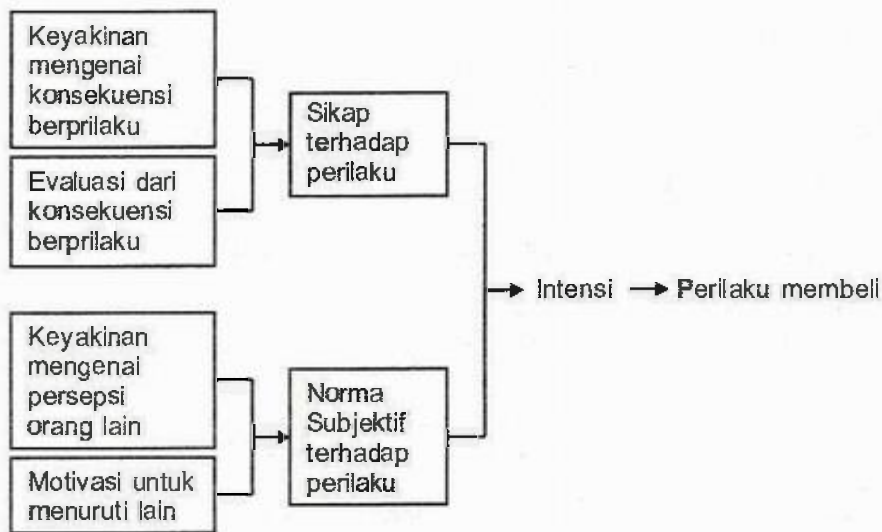 Keyakinan
mengenai
konsekuensi
berprilaku
Evaluasi dari
konsekuensi
berprilaku
Sikap
terhadap
perilaku
Keyakinan
mengenai
persepsi
orang lain
Motivasi untuk
menuruti lain
Norma
Subjektif
terhadap
perilaku
Intensi
Perilaku membeli